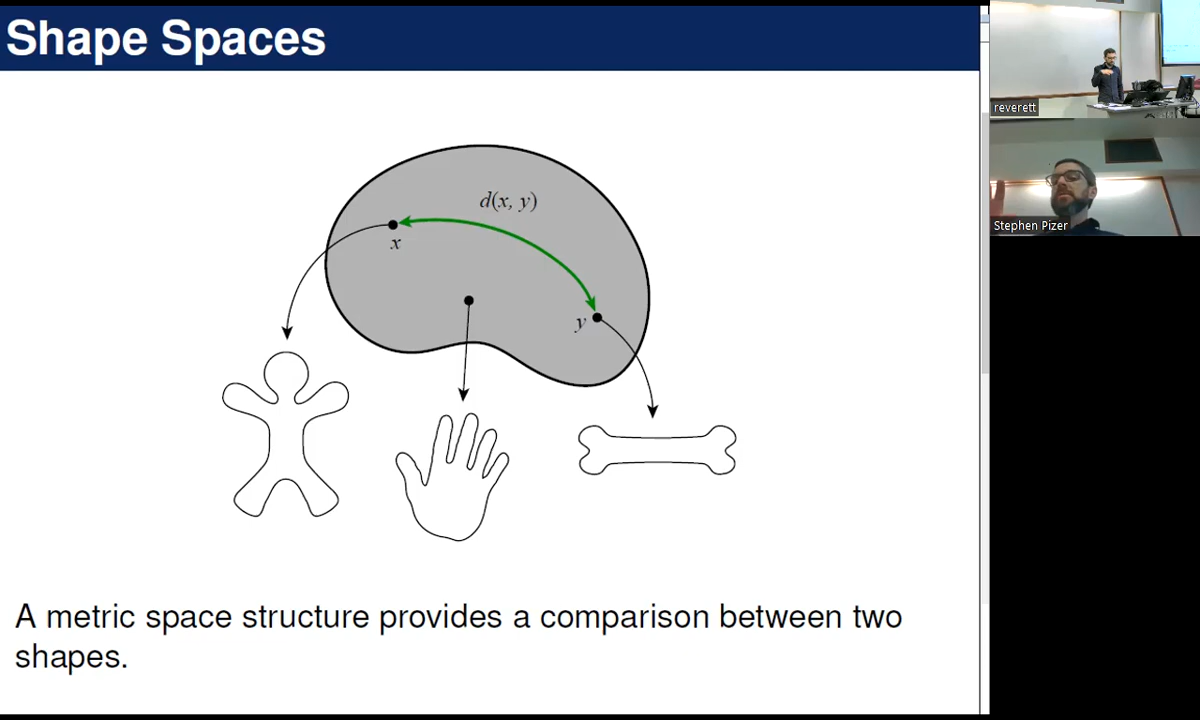 Shape Spaces
d(x, y)
x
y
A metric space structure provides a comparison between two
shapes.
reverett
Stephen Pizer